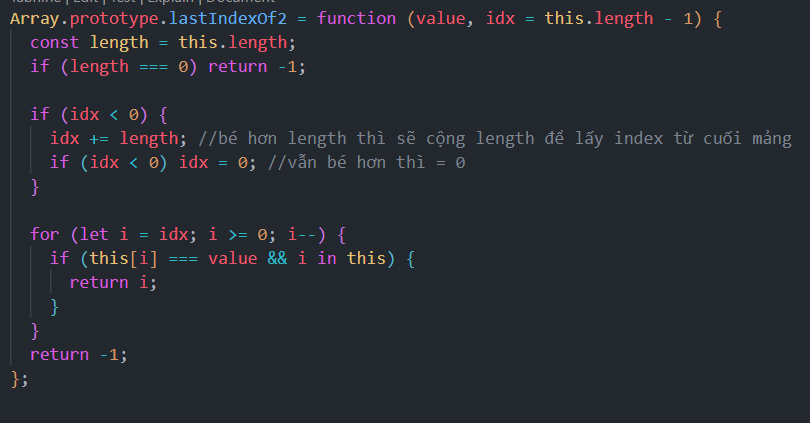 Tabnine | Edit | Test | Explain | Document
Array.prototype.lastIndexOf2 = function (value, idx = this.length - 1) {
  const length = this.length;
  if (length === 0) return -1;

  if (idx < 0) {
    idx += length; //bé hơn length thì sẽ cộng length để lấy index từ cuối mảng
    if (idx < 0) idx = 0; //vẫn bé hơn thì = 0
  }

  for (let i = idx; i >= 0; i--) {
    if (this[i] === value && i in this) {
      return i;
    }
  }
  return -1;
};